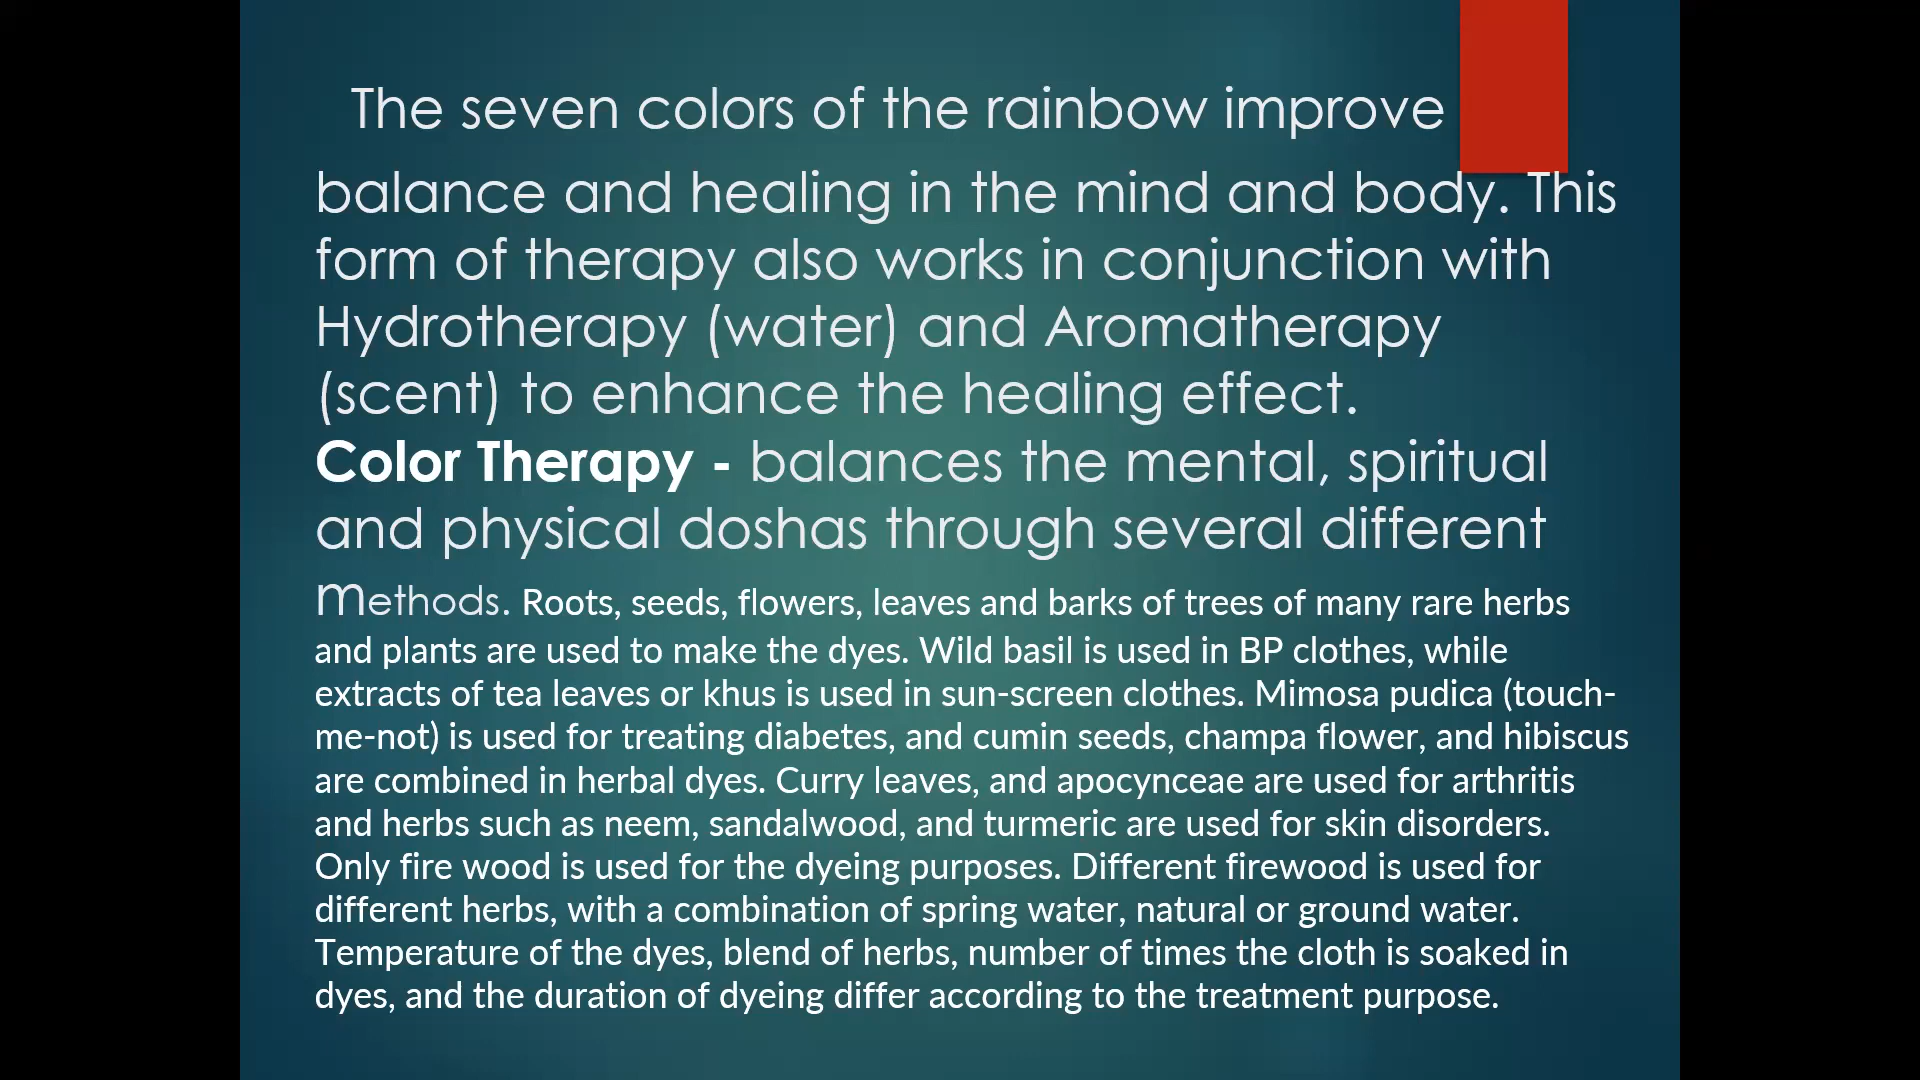 The seven colors of the rainbow improve
balance and healing in the mind and body. This
form of therapy also works in conjunction with
Hydrotherapy (water) and Aromatherapy
(scent) to enhance the healing effect.
Color Therapy - balances the mental, spiritual
and physical doshas through several different
methods. Roots, seeds, flowers, leaves and barks of trees of many rare herbs
and plants are used to make the dyes. Wild basil is used in BP clothes, while
extracts of tea leaves or khus is used in sun-screen clothes. Mimosa pudica (touch-
me-not) is used for treating diabetes, and cumin seeds, champa flower, and hibiscus
are combined in herbal dyes. Curry leaves, and apocynceae are used for arthritis
and herbs such as neem, sandalwood, and turmeric are used for skin disorders.
Only fire wood is used for the dyeing purposes. Different firewood is used for
different herbs, with a combination of spring water, natural or ground water.
Temperature of the dyes, blend of herbs, number of times the cloth is soaked in
dyes, and the duration of dyeing differ according to the treatment purpose.